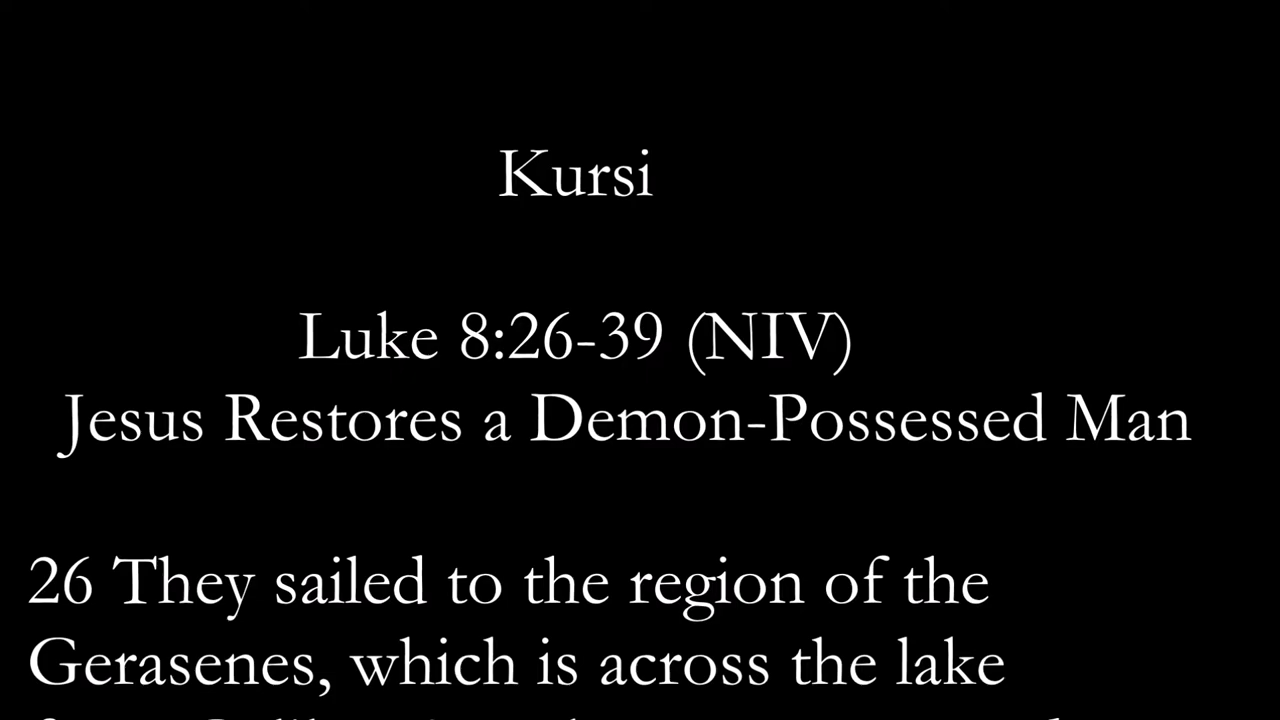 Kursi
Luke 8:26-39 (NIV)
Jesus Restores a Demon-Possessed Man
26 They sailed to the region of the
Gerasenes, which is across the lake